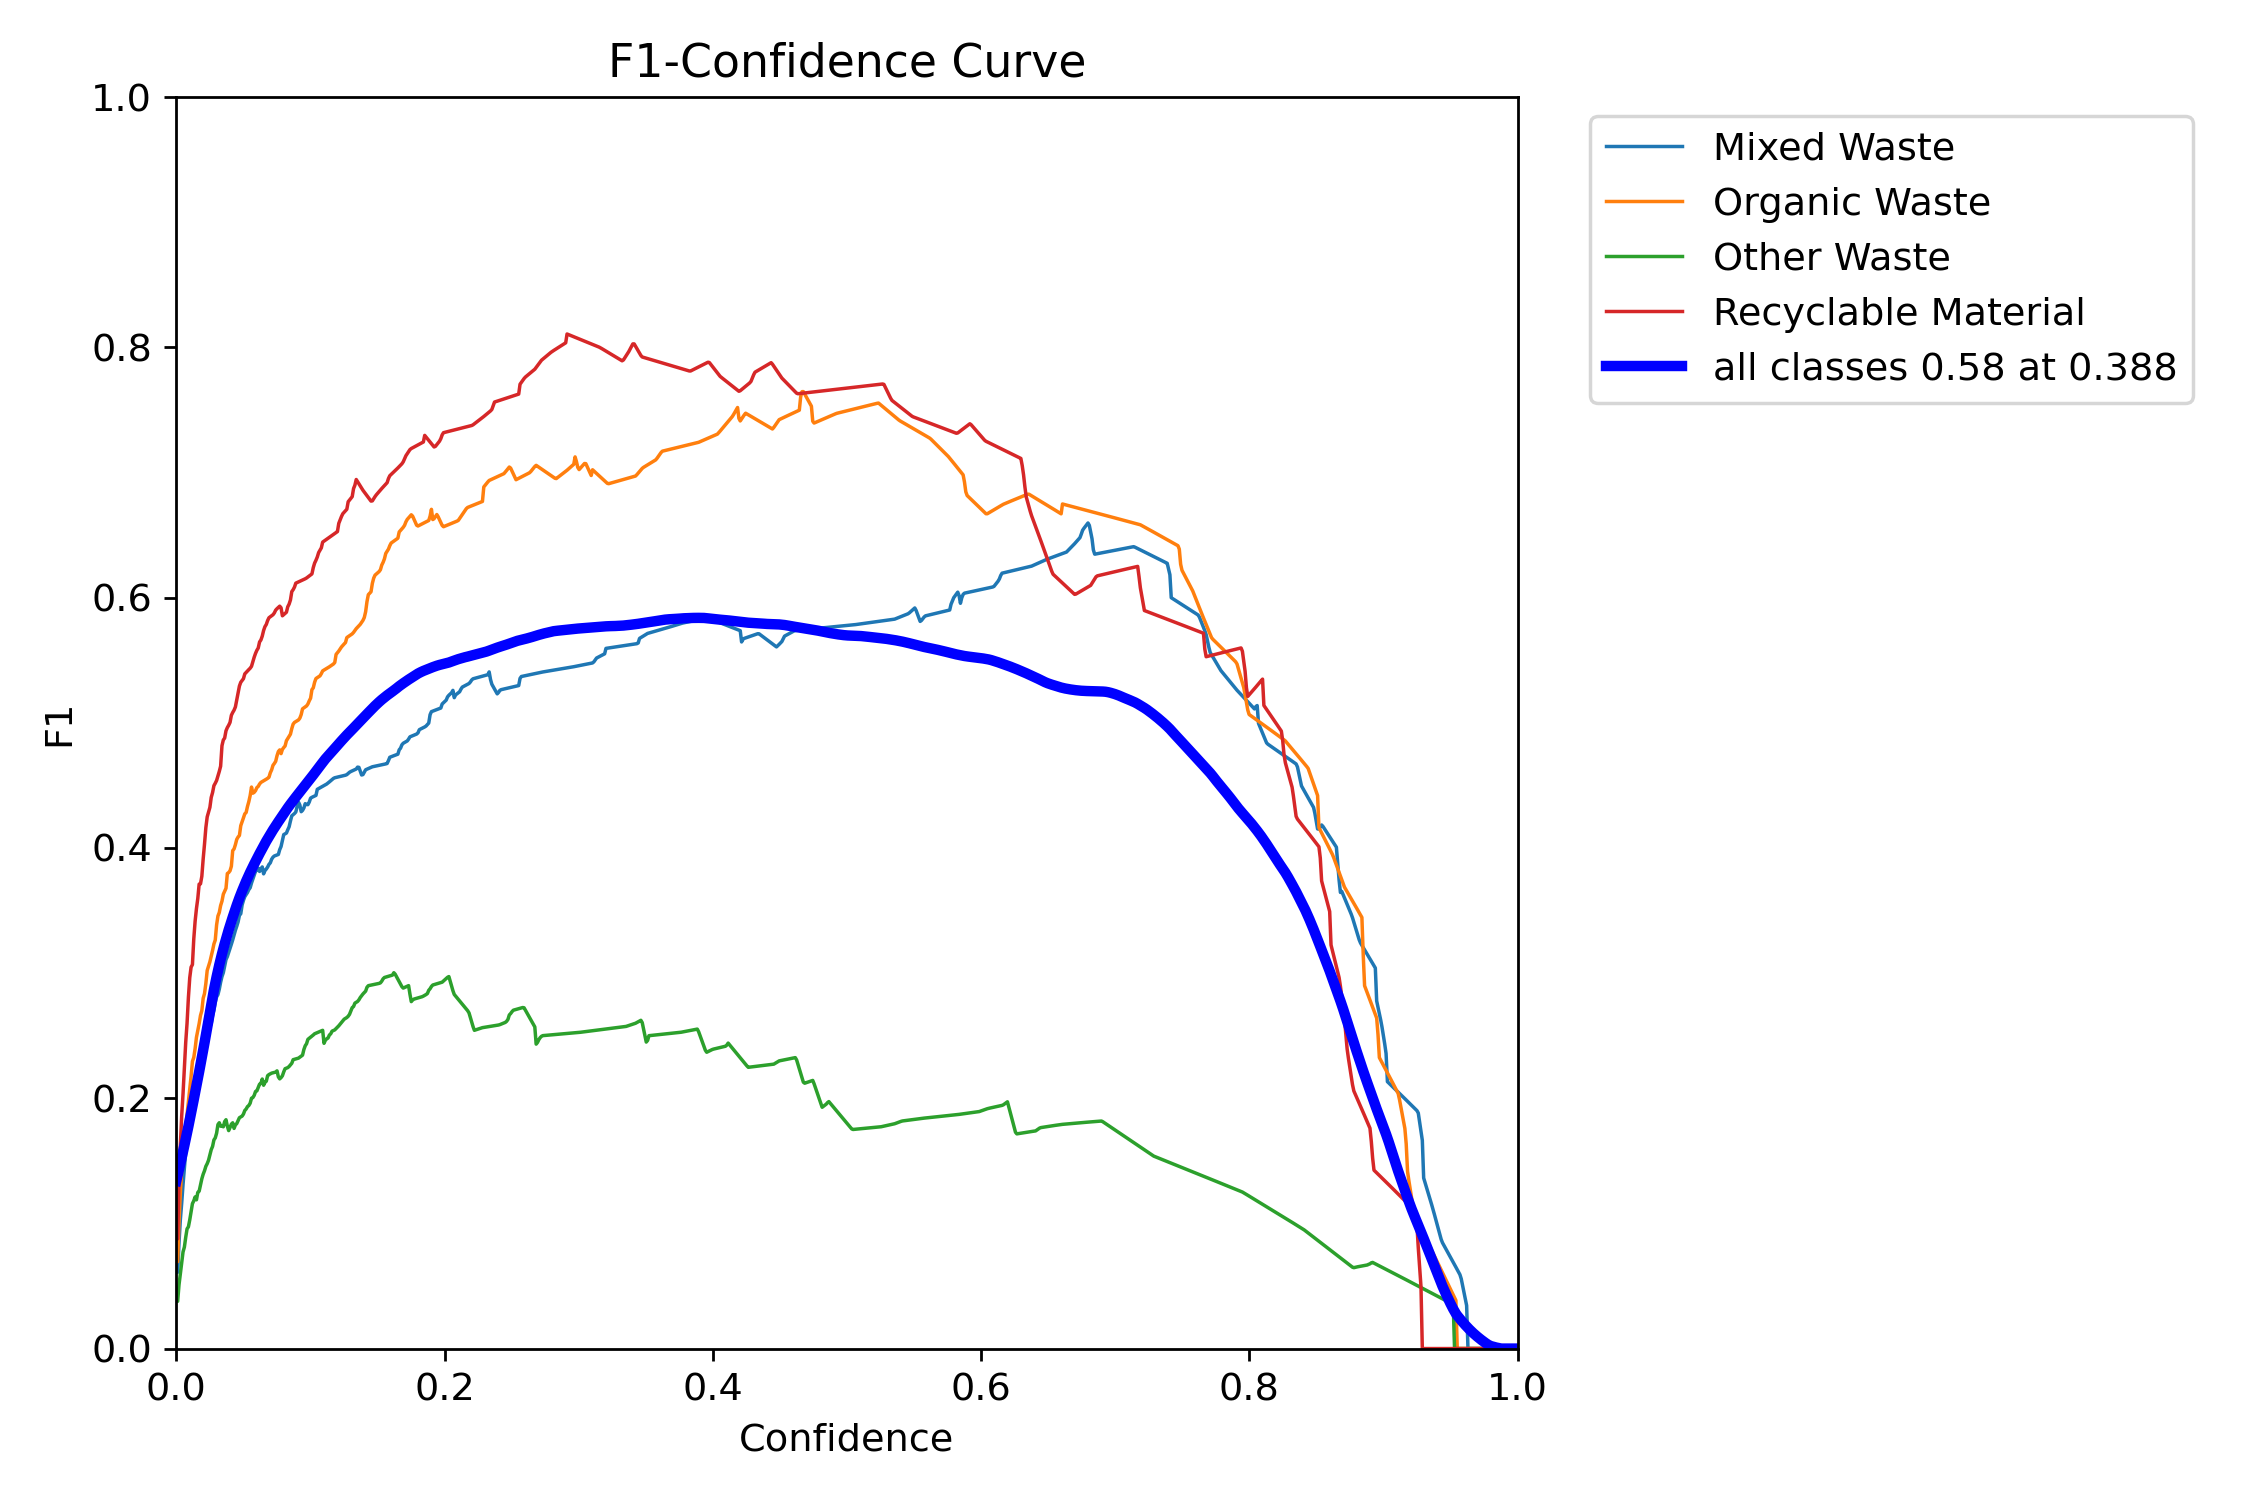 F1-Confidence Curve
1.0
0.8
0.6
0.4
0.2
0.0
F1
0.0 0.2 0.4 0.6 0.8 1.0
Confidence
Mixed Waste
Organic Waste
Other Waste
Recyclable Material
all classes 0.58 at 0.388